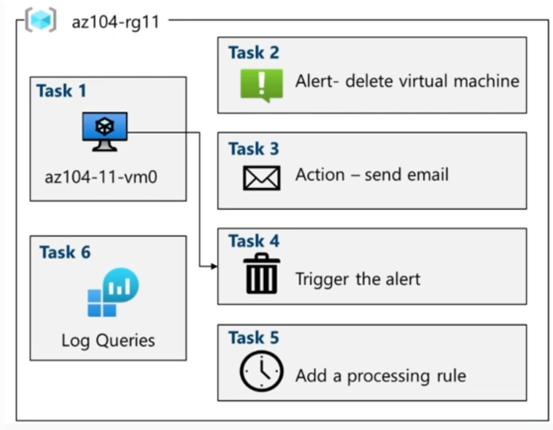 az104-rg11
Task 1
az104-11-vm0
Task 2
Alert- delete virtual machine
Task 3
Action – send email
Task 4
Trigger the alert
Task 5
Add a processing rule
Task 6
Log Queries